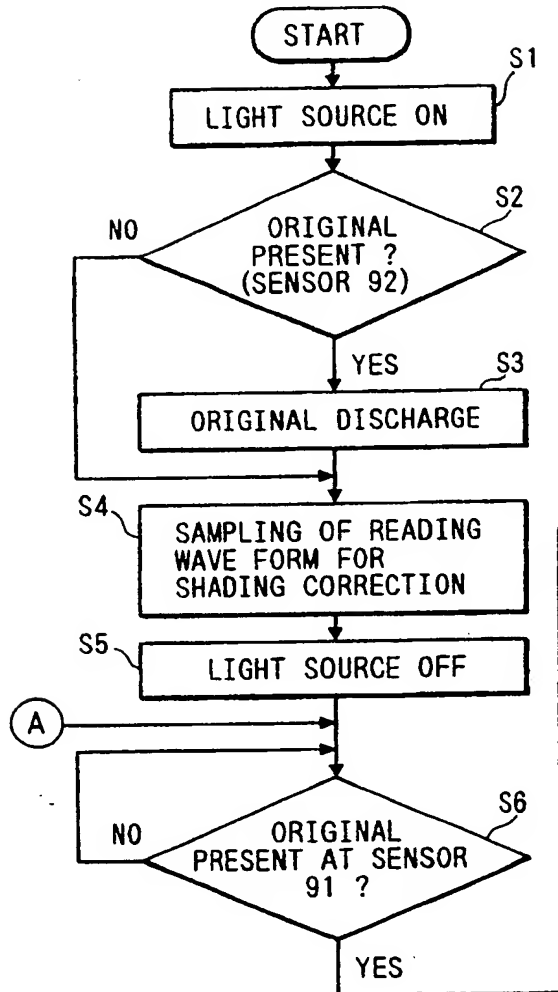 START
S1
LIGHT SOURCE ON
S2
NO
ORIGINAL
PRESENT ?
(SENSOR 92)
YES
S3
ORIGINAL DISCHARGE
S4
SAMPLING OF READING
WAVE FORM FOR
SHADING CORRECTION
S5
LIGHT SOURCE OFF
A
S6
NO
ORIGINAL
PRESENT AT SENSOR
91 ?
YES